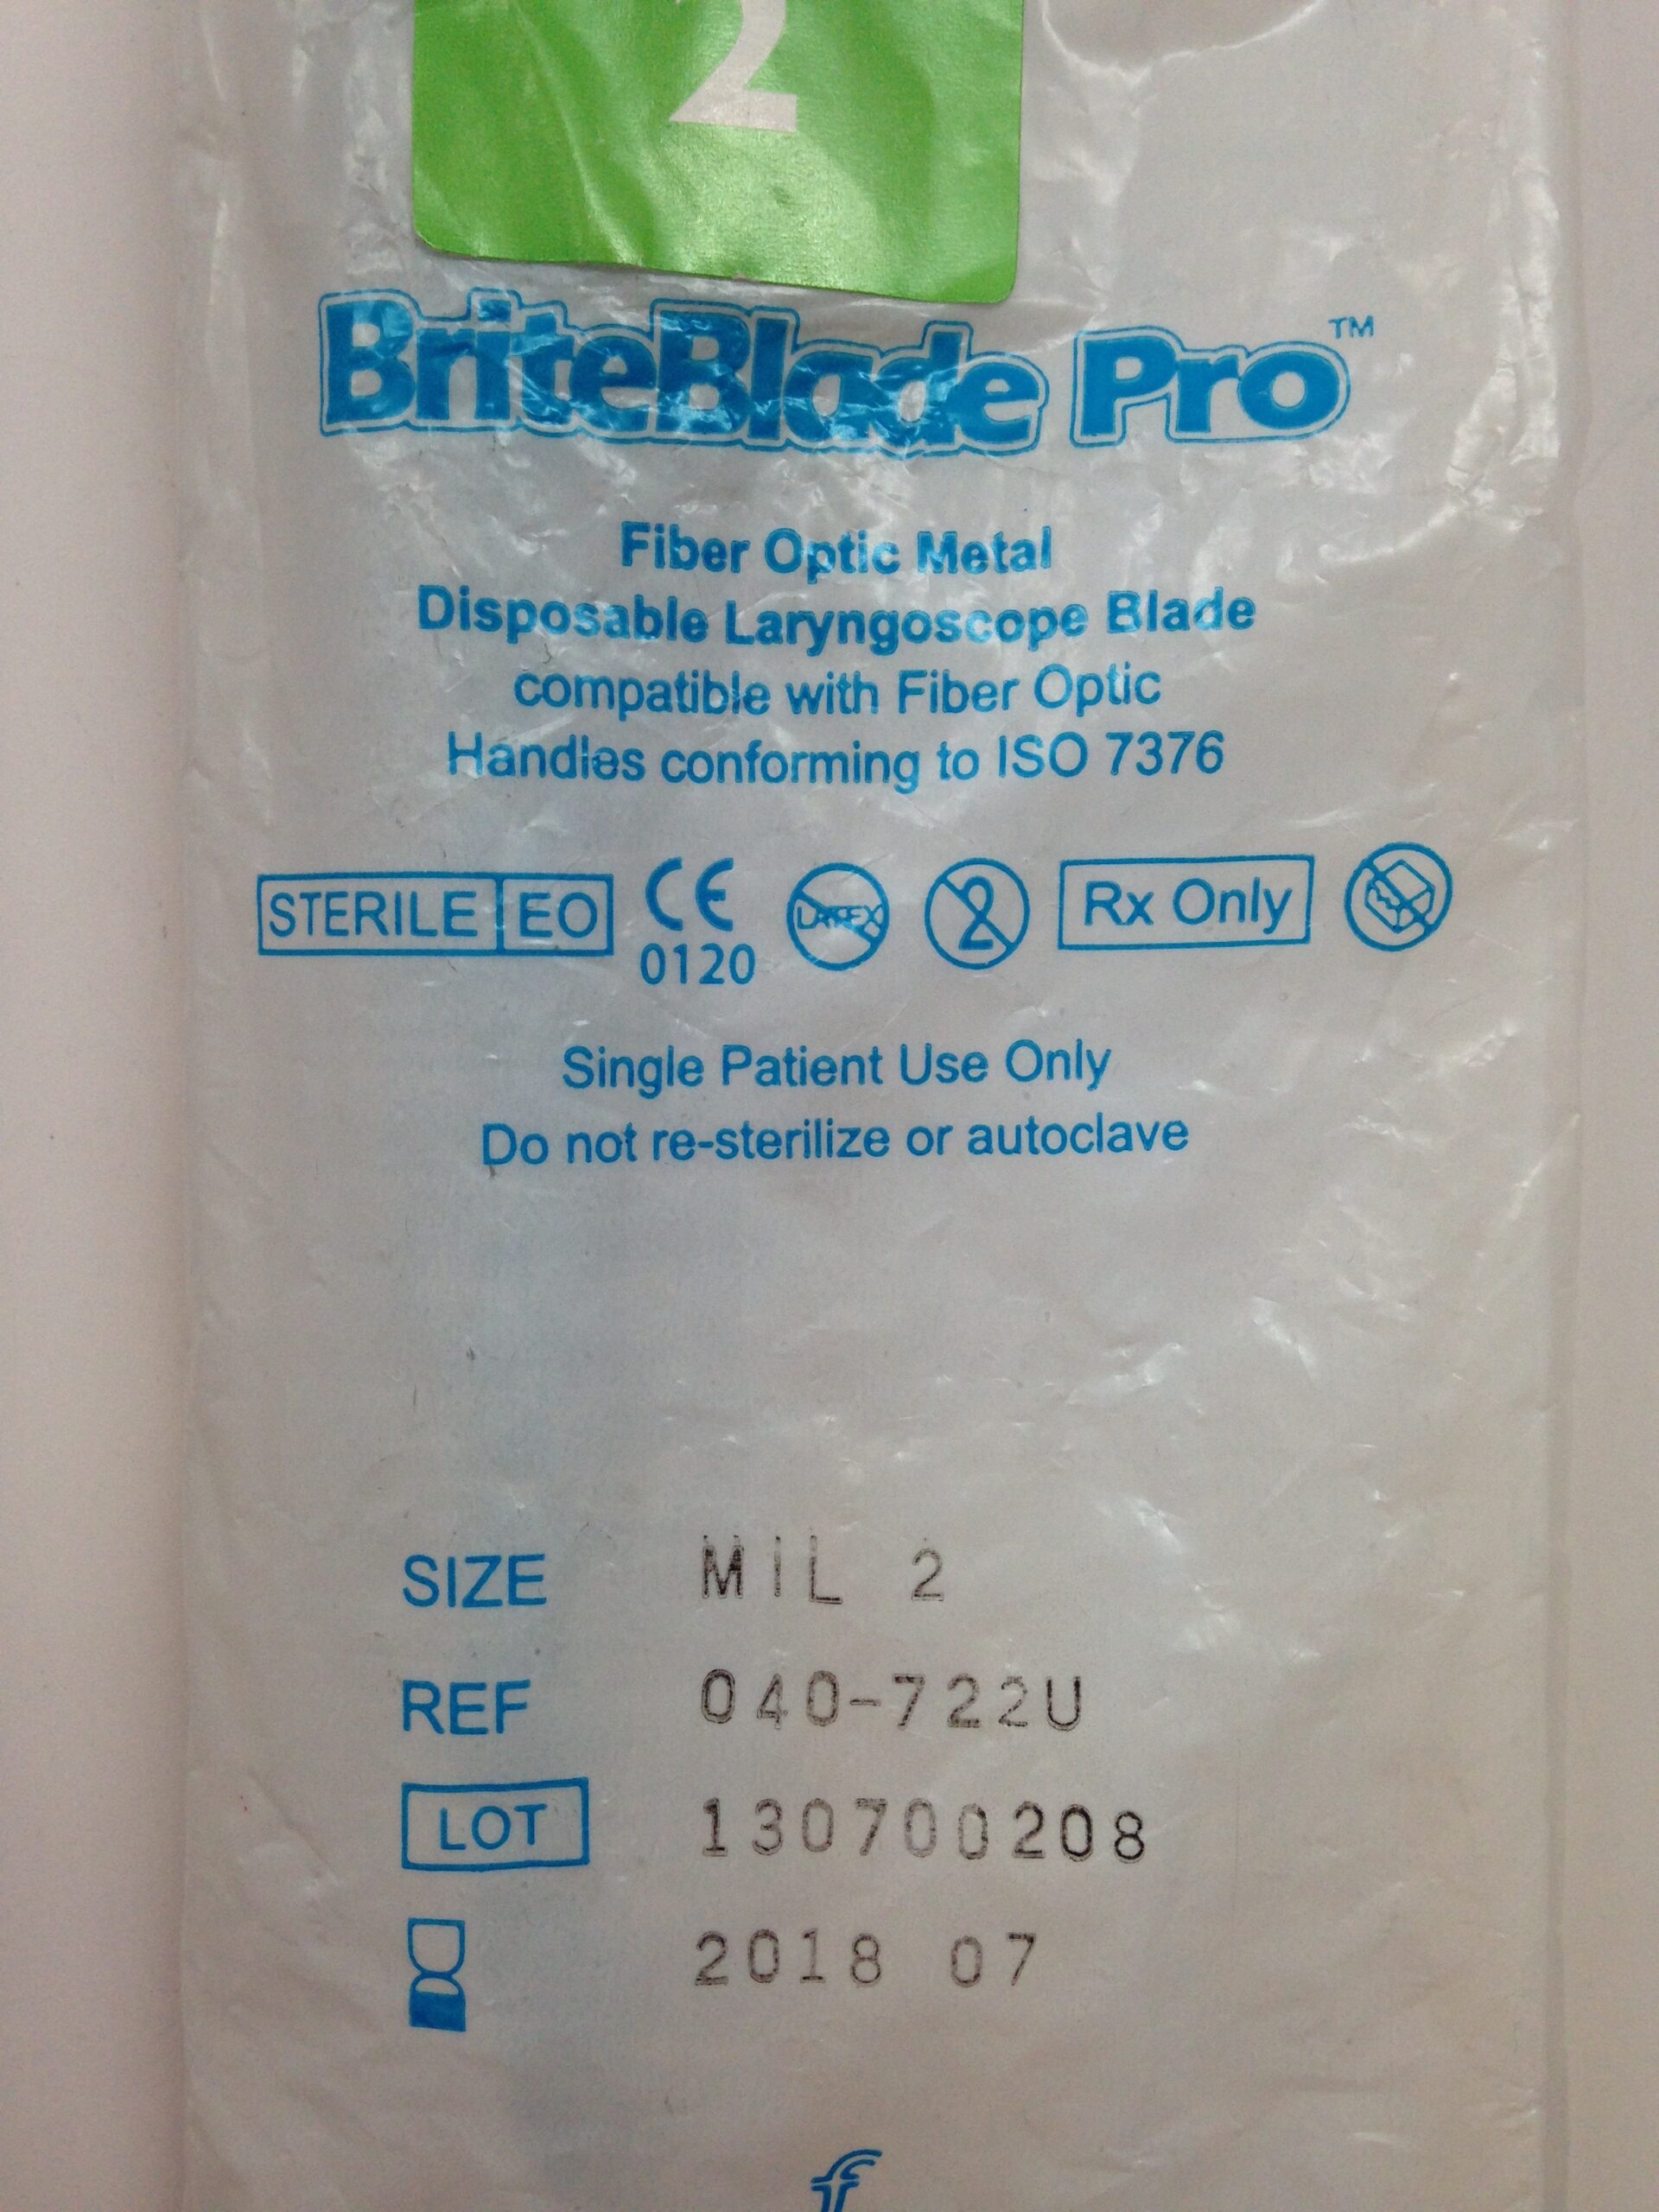 2
BriteBlade Pro™
Fiber Optic Metal
Disposable Laryngoscope Blade
compatible with Fiber Optic
Handles conforming to ISO 7376
STERILE EO CE 0120 LATEX 2 Rx Only
Single Patient Use Only
Do not re-sterilize or autoclave
SIZE MIL 2
REF 040-722U
LOT 130700208
2018 07
f